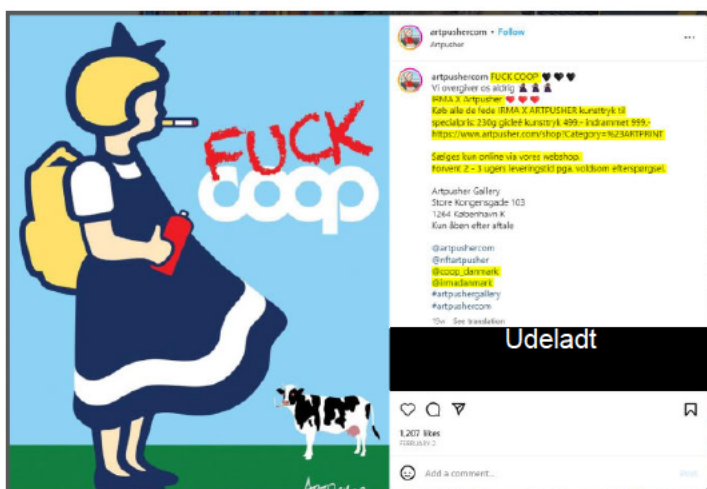 FUCK
coop
artpushercom • Follow
Artpusher
artpushercom FUCK COOP 🖤🖤🖤
Vi overgiver os aldrig
IRMA X Artpusher ❤❤❤
Køb alle de fede IRMA X ARTPUSHER kunsttryk til
specialpris: 230g gicleé kunsttryk 499,- indrammet 999,-
https://www.artpusher.com/shop?Category=%23ARTPRINT
Sælges kun online via vores webshop.
Forvent 2 - 3 ugers leveringstid pga. voldsom efterspørgsel.
Artpusher Gallery
Store Kongensgade 103
1264 København K
Kun åben efter aftale
@artpushercom
@nftartpusher
@coop_danmark
@irmadanmark
#artpushergallery
#artpushercom
See translation
Udeladt
1,207 likes
FEBRUARY 2
Add a comment...
Post